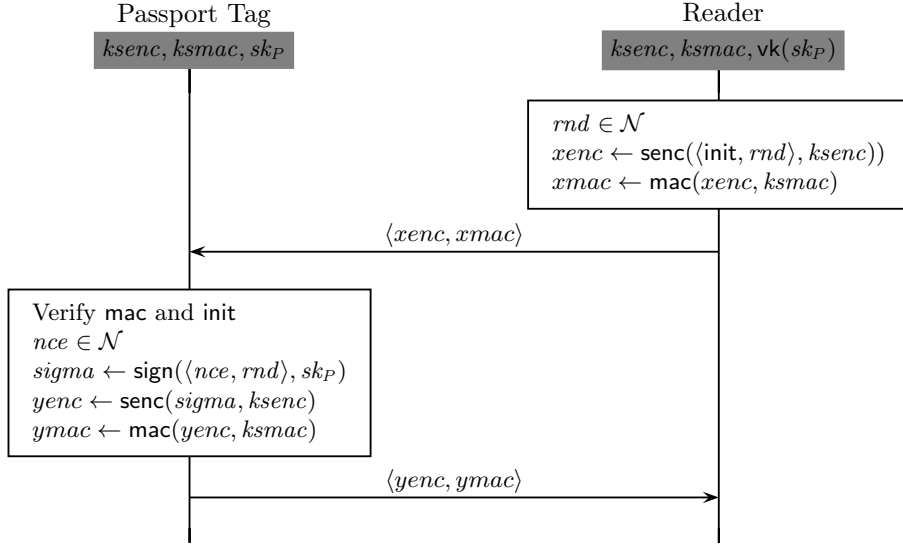 Passport Tag
Reader
ksenc, ksmac, sk_P
ksenc, ksmac, vk(sk_P)
rnd ∈ 𝒩
xenc ← senc(⟨init, rnd⟩, ksenc))
xmac ← mac(xenc, ksmac)
⟨xenc, xmac⟩
Verify mac and init
nce ∈ 𝒩
sigma ← sign(⟨nce, rnd⟩, sk_P)
yenc ← senc(sigma, ksenc)
ymac ← mac(yenc, ksmac)
⟨yenc, ymac⟩